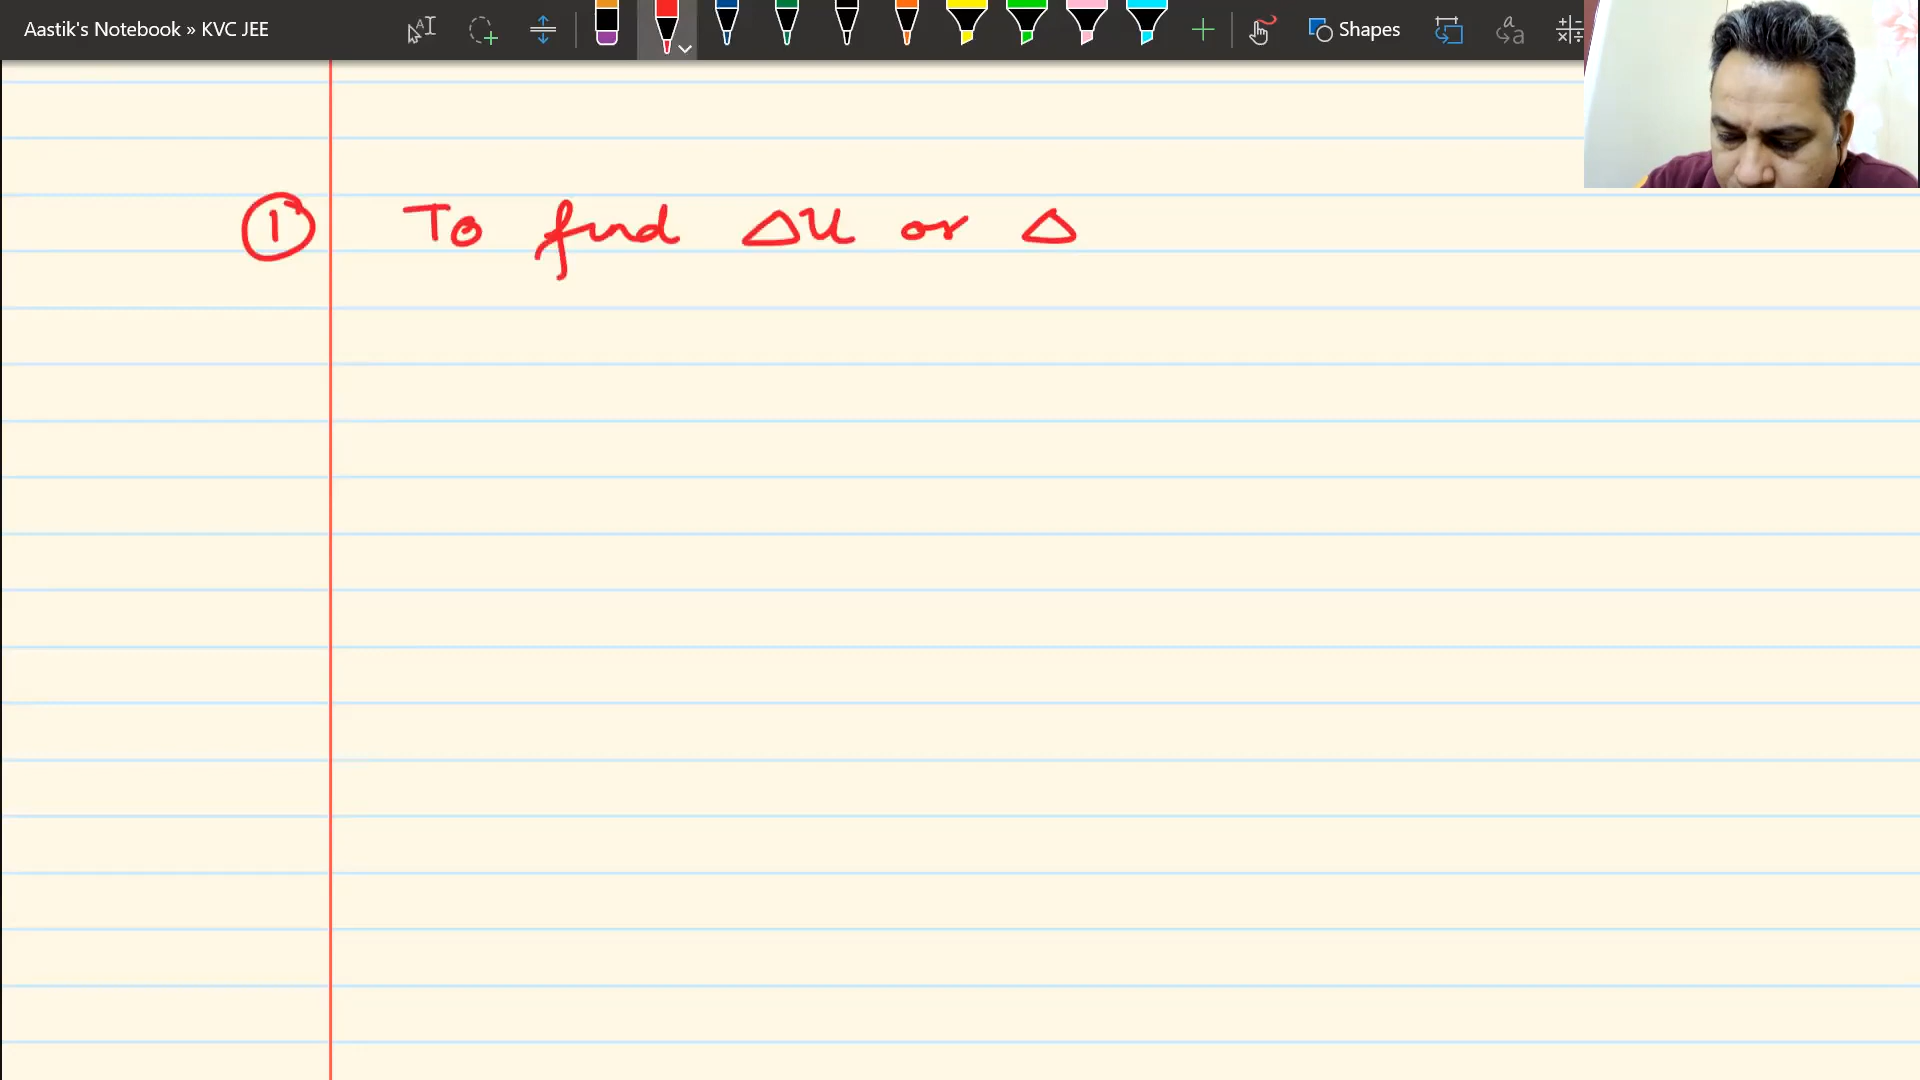 Aastik's Notebook » KVC JEE
Shapes
① To find ΔU or Δ